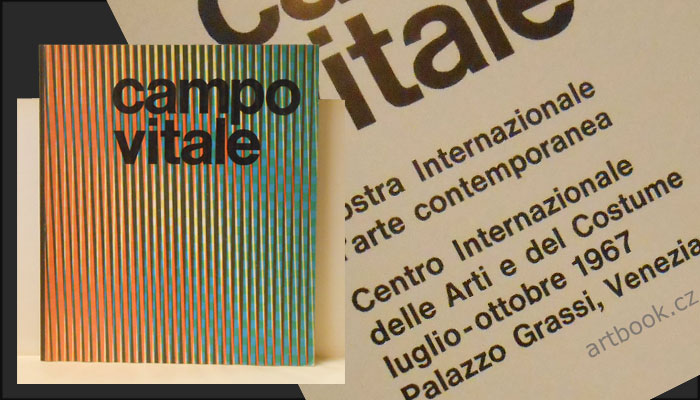 campo
vitale
vitale
Internazionale
arte contemporanea
Centro Internazionale
delle Arti e del Costume
luglio-ottobre 1967
Palazzo Grassi, Venezia
artbook.cz